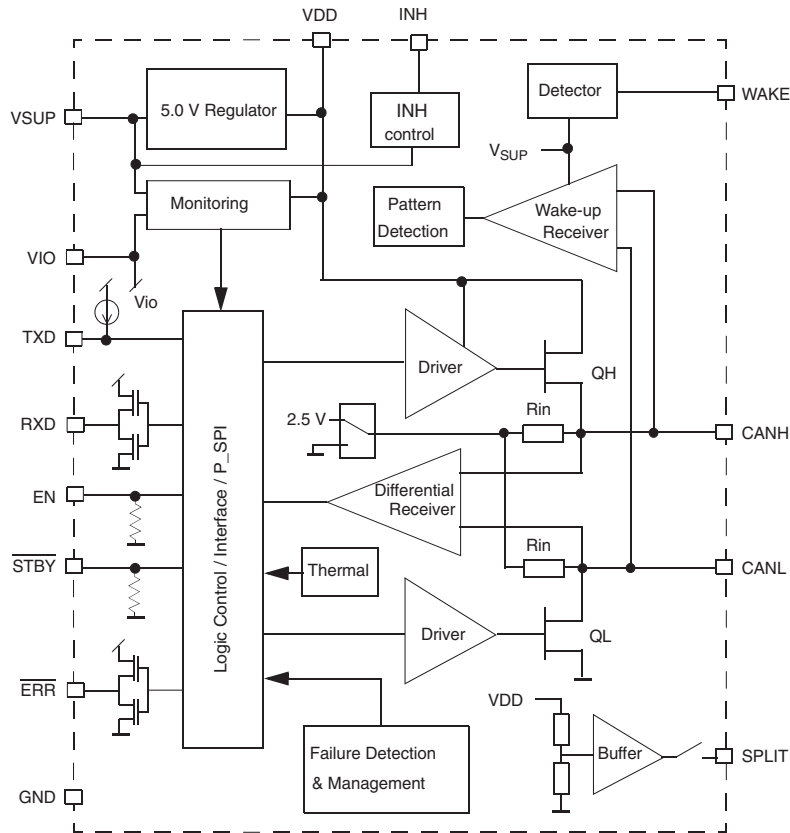 VDD
INH
VSUP
5.0 V Regulator
INH
control
Detector
WAKE
VSUP
Monitoring
Pattern
Detection
Wake-up
Receiver
VIO
Vio
TXD
Driver
QH
RXD
2.5 V
Rin
CANH
Logic Control / Interface / P_SPI
EN
Differential
Receiver
Rin
STBY
Thermal
CANL
Driver
QL
ERR
VDD
Failure Detection
& Management
Buffer
SPLIT
GND